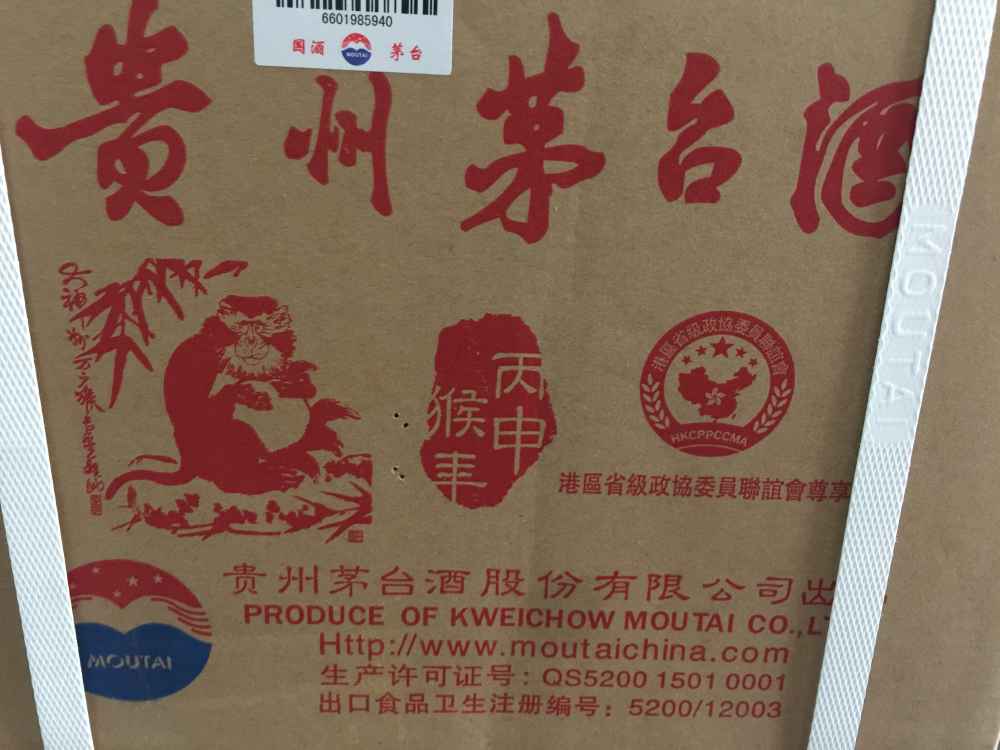 6601985940
国酒 MOUTAI 茅台
贵州茅台酒
丙申
猴年
港區省級政協委員聯誼會
HKCPPCCMA
港區省級政協委員聯誼會尊享
MOUTAI
MOUTAI
贵州茅台酒股份有限公司出
PRODUCE OF KWEICHOW MOUTAI CO.,LT
Http://www.moutaichina.com
生产许可证号：QS5200 1501 0001
出口食品卫生注册编号：5200/12003